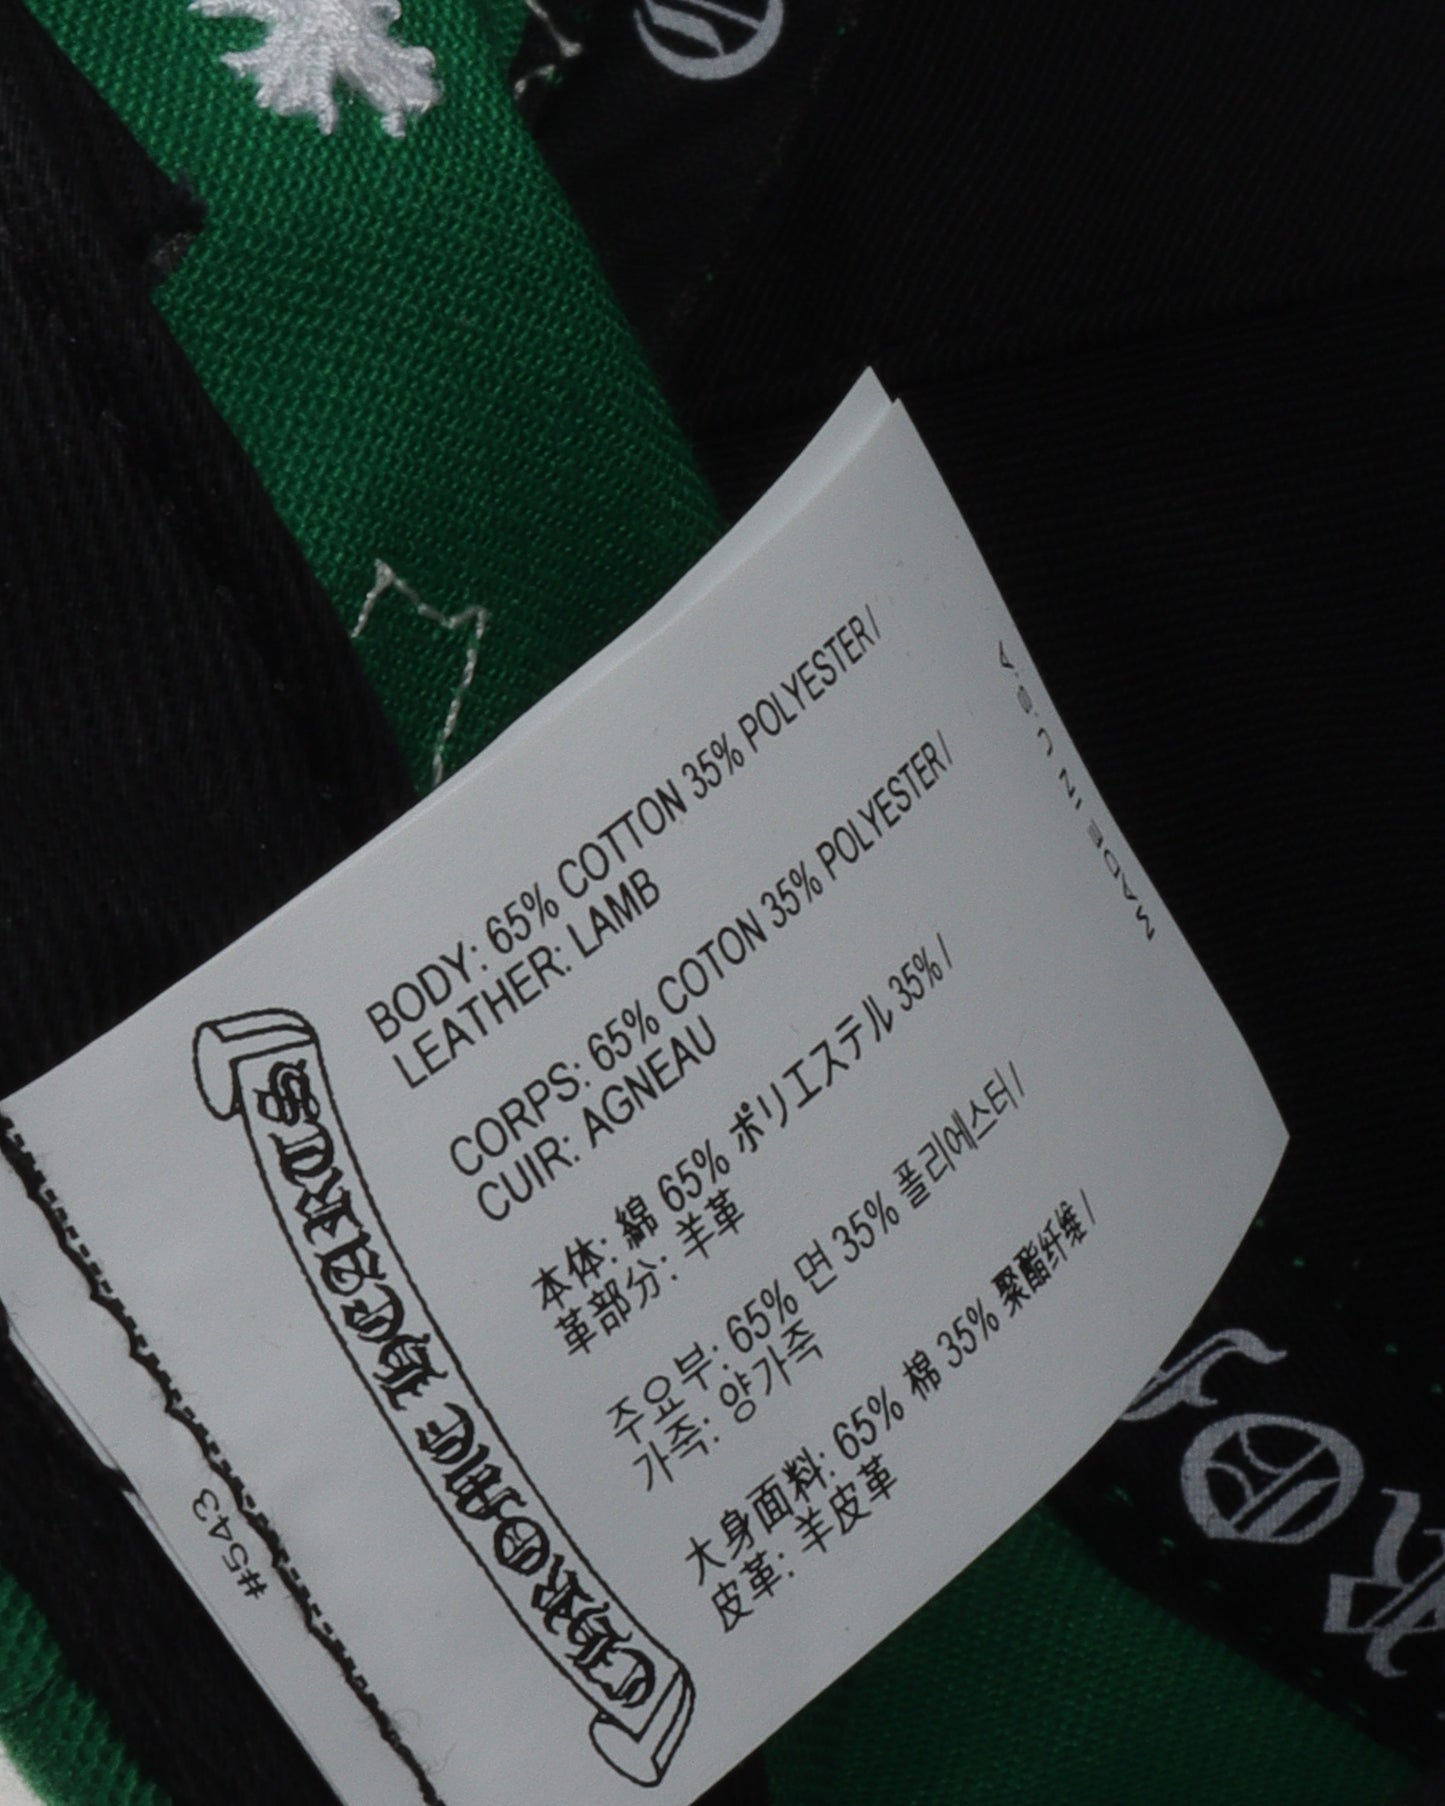 BODY: 65% COTTON 35% POLYESTER/
LEATHER: LAMB
CORPS: 65% COTON 35% POLYESTER/
CUIR: AGNEAU
本体: 綿 65% ポリエステル 35% /
革部分: 羊革
주요부: 65% 면 35% 폴리에스터/
가죽: 양가죽
大身面料: 65% 棉 35% 聚酯纤维 /
皮革: 羊皮革
CHROME HEARTS
#543
MADE IN